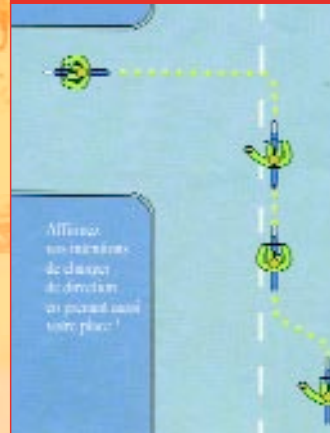 Affirmez
vos intentions
de changer
de direction
en prenant aussi
votre place !